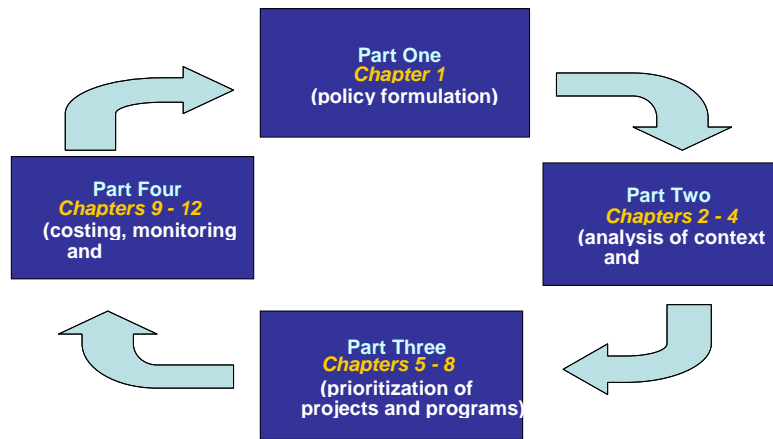 Part One
Chapter 1
(policy formulation)
Part Two
Chapters 2 - 4
(analysis of context
and
Part Three
Chapters 5 - 8
(prioritization of
projects and programs)
Part Four
Chapters 9 - 12
(costing, monitoring
and